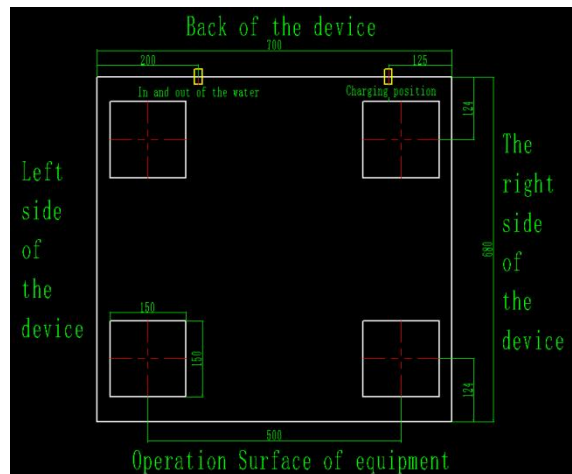 Back of the device
700
200
125
In and out of the water
Charging position
124
Left
side
of
the
device
The
right
side
of
the
device
680
150
150
124
500
Operation Surface of equipment